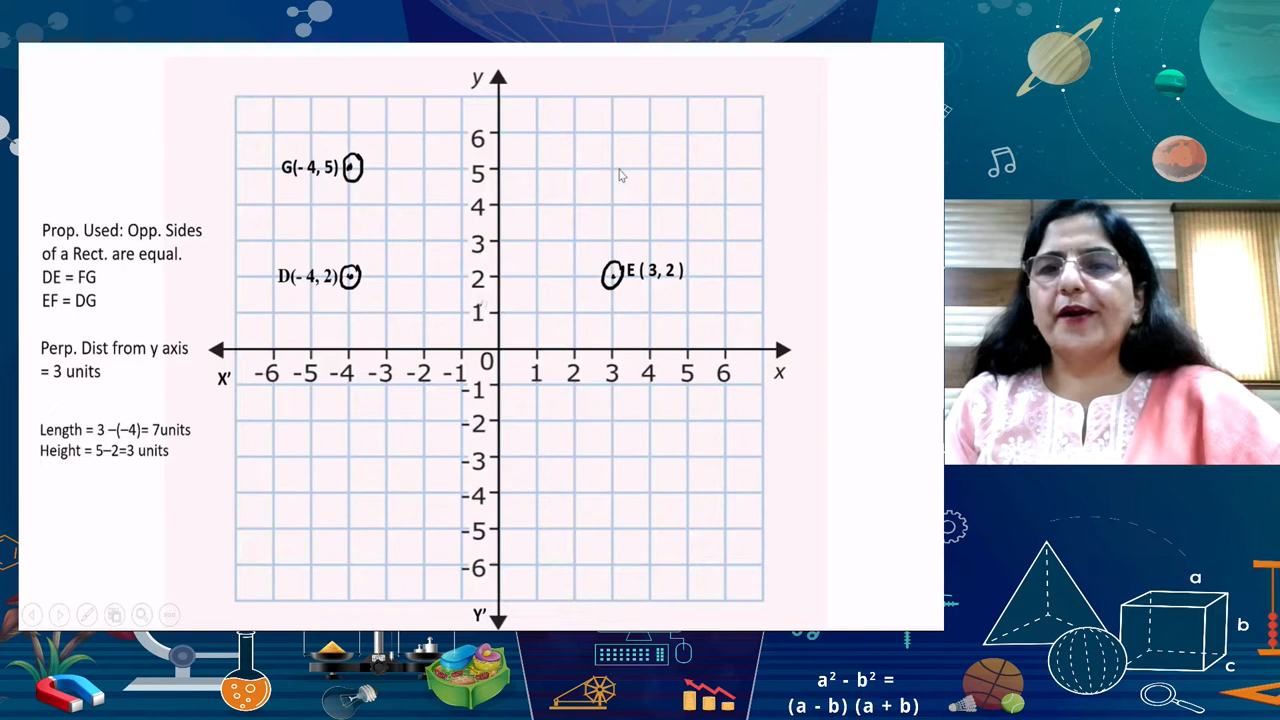 y
6
G(- 4, 5)
5
4
Prop. Used: Opp. Sides
of a Rect. are equal.
DE = FG
EF = DG
3
D(- 4, 2)
2
E ( 3, 2 )
1
Perp. Dist from y axis
= 3 units
0
X'
-6 -5 -4 -3 -2 -1 1 2 3 4 5 6
x
-1
-2
Length = 3 –(–4)= 7units
Height = 5–2=3 units
-3
-4
-5
-6
Y'
a
b
c
a² - b² =
(a - b) (a + b)